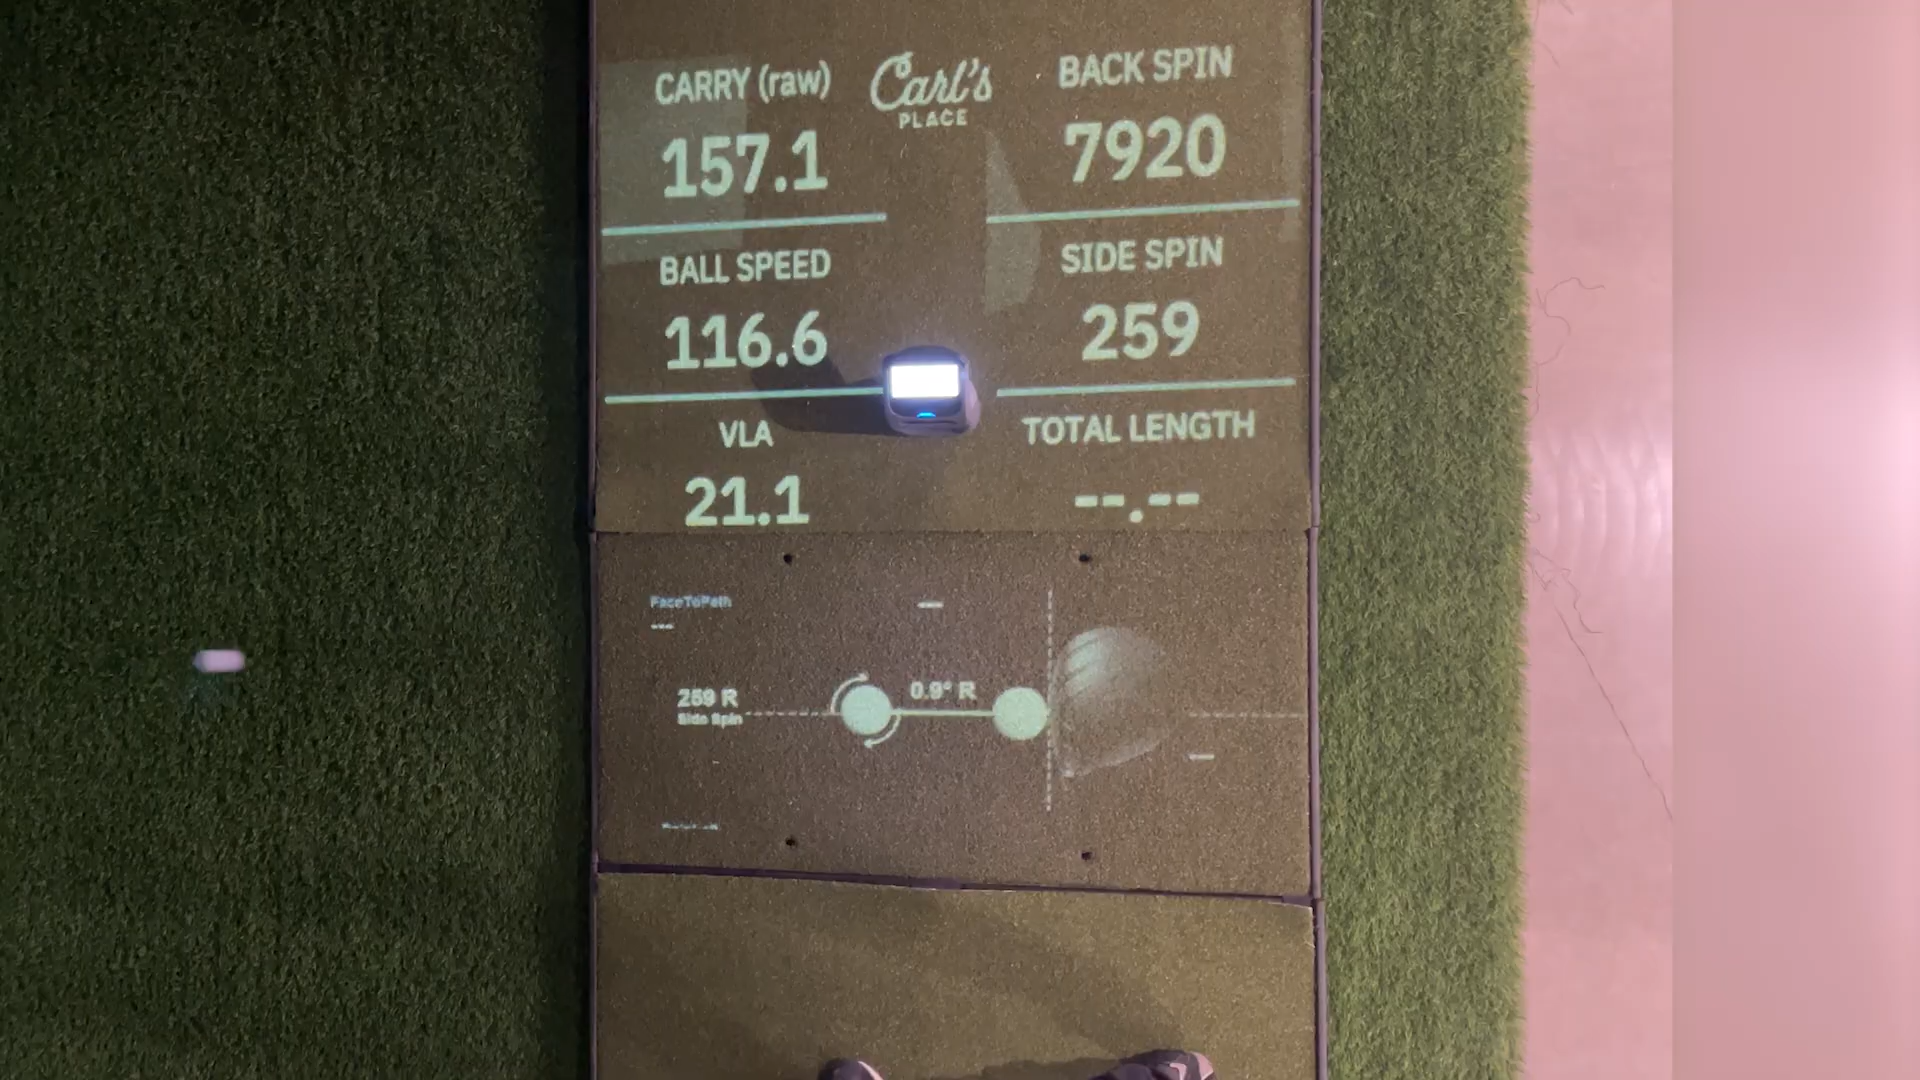 CARRY (raw)
157.1
Carl's
PLACE
BACK SPIN
7920
BALL SPEED
116.6
SIDE SPIN
259
VLA
21.1
TOTAL LENGTH
--.--
FaceToPath
---
259 R
Side Spin
0.9° R